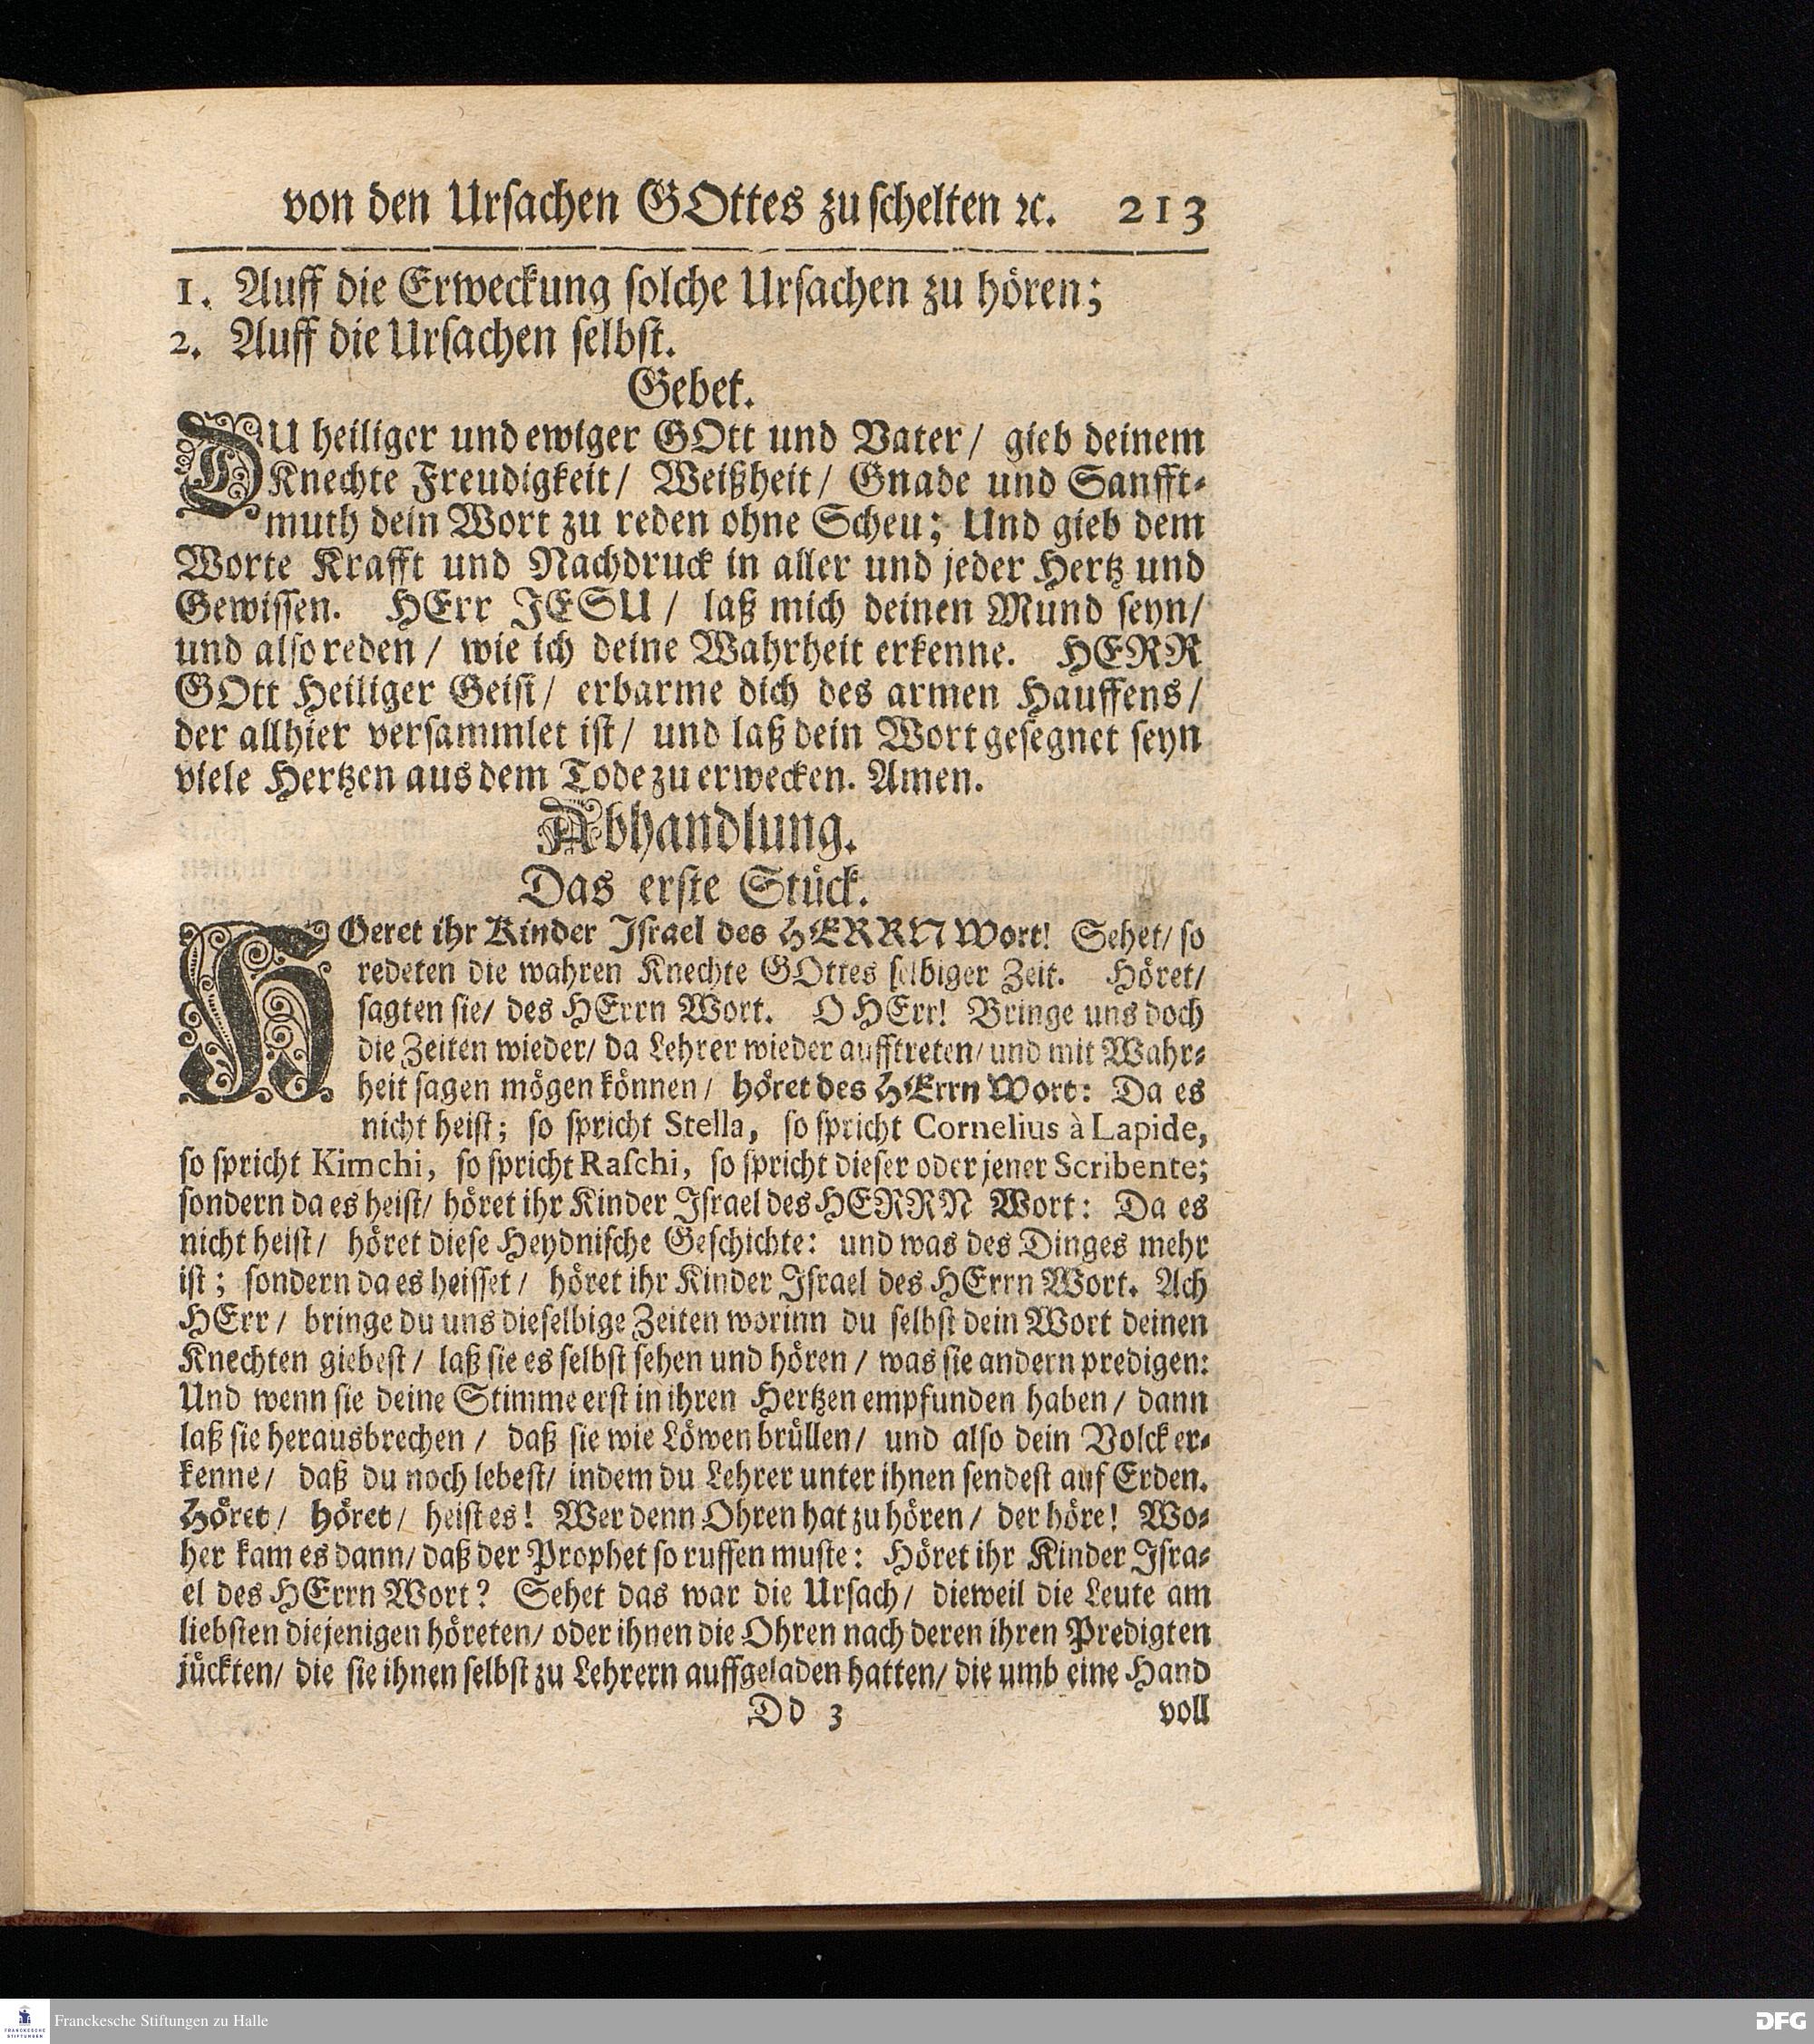 von den Urſachen GOttes zu ſchelten ꝛc. 213
1. Auff die Erweckung ſolche Urſachen zu hören;
2. Auff die Urſachen ſelbſt.
Gebet.
DU heiliger und ewiger GOtt und Vater/ gieb deinem
Knechte Freudigkeit/ Weißheit/ Gnade und Sanfft-
muth dein Wort zu reden ohne Scheu; Und gieb dem
Worte Krafft und Nachdruck in aller und jeder Hertz und
Gewiſſen. HErr JESU/ laß mich deinen Mund ſeyn/
und alſo reden/ wie ich deine Wahrheit erkenne. HERR
GOtt Heiliger Geiſt/ erbarme dich des armen Hauffens/
der allhier verſammlet iſt/ und laß dein Wort geſegnet ſeyn
viele Hertzen aus dem Tode zu erwecken. Amen.
Abhandlung.
Das erſte Stück.
HOeret ihr Kinder Iſrael des HERRN Wort! Sehet/ ſo
redeten die wahren Knechte GOttes ſelbiger Zeit. Höret/
ſagten ſie/ des HErrn Wort. O HErr! Bringe uns doch
die Zeiten wieder/ da Lehrer wieder aufftreten/ und mit Wahr-
heit ſagen mögen können/ höret des HErrn Wort: Da es
nicht heiſt; ſo ſpricht Stella, ſo ſpricht Cornelius à Lapide,
ſo ſpricht Kimchi, ſo ſpricht Raſchi, ſo ſpricht dieſer oder jener Scribente;
ſondern da es heiſt/ höret ihr Kinder Iſrael des HERRN Wort: Da es
nicht heiſt/ höret dieſe Heydniſche Geſchichte: und was des Dinges mehr
iſt; ſondern da es heiſſet/ höret ihr Kinder Iſrael des HErrn Wort. Ach
HErr/ bringe du uns dieſelbige Zeiten worinn du ſelbſt dein Wort deinen
Knechten giebeſt/ laß ſie es ſelbſt ſehen und hören/ was ſie andern predigen:
Und wenn ſie deine Stimme erſt in ihren Hertzen empfunden haben/ dann
laß ſie herausbrechen/ daß ſie wie Löwen brüllen/ und alſo dein Volck er-
kenne/ daß du noch lebeſt/ indem du Lehrer unter ihnen ſendeſt auf Erden.
Höret/ höret/ heiſt es! Wer denn Ohren hat zu hören/ der höre! Wo-
her kam es dann/ daß der Prophet ſo ruffen muſte: Höret ihr Kinder Iſra-
el des HErrn Wort? Sehet das war die Urſach/ dieweil die Leute am
liebſten diejenigen höreten/ oder ihnen die Ohren nach deren ihren Predigten
jückten/ die ſie ihnen ſelbſt zu Lehrern auffgeladen hatten/ die umb eine Hand
Dd 3 voll
FRANCKESCHE STIFTUNGEN
Franckesche Stiftungen zu Halle
DFG